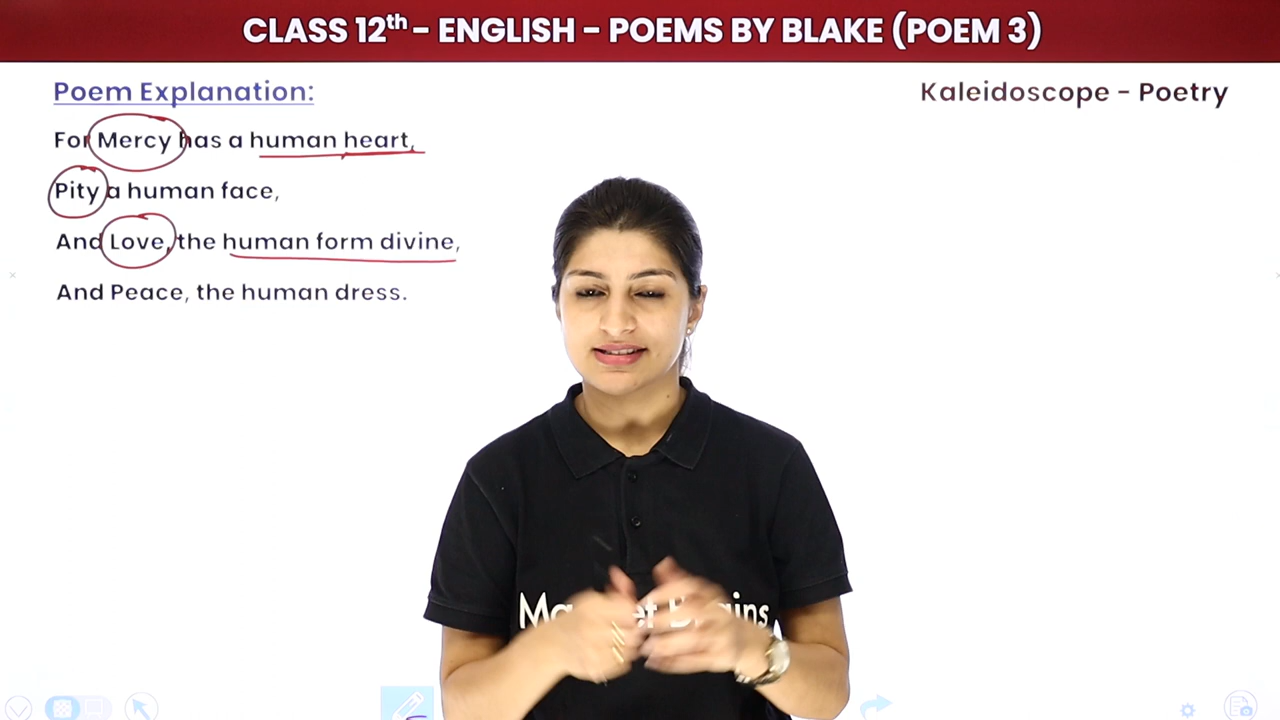 CLASS 12th - ENGLISH - POEMS BY BLAKE (POEM 3)
Poem Explanation:
Kaleidoscope - Poetry
For Mercy has a human heart,
Pity a human face,
And Love, the human form divine,
And Peace, the human dress.